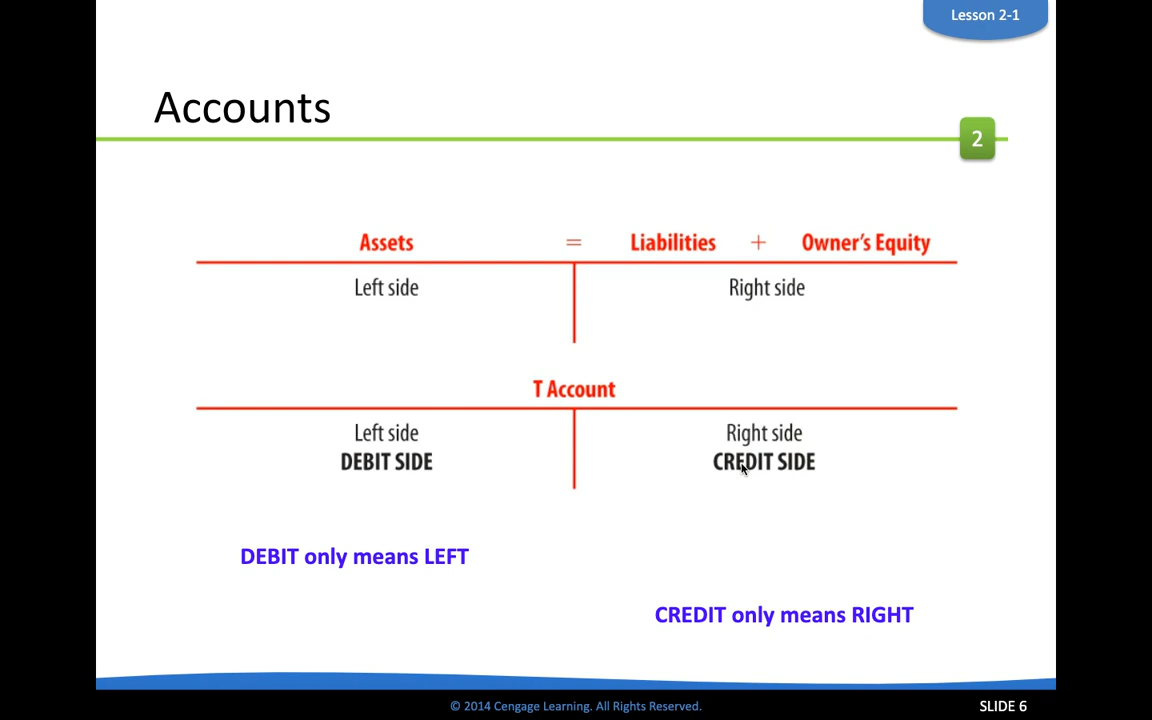 Lesson 2-1
Accounts
2
Assets = Liabilities + Owner's Equity
Left side Right side
T Account
Left side Right side
DEBIT SIDE CREDIT SIDE
DEBIT only means LEFT
CREDIT only means RIGHT
© 2014 Cengage Learning. All Rights Reserved.
SLIDE 6